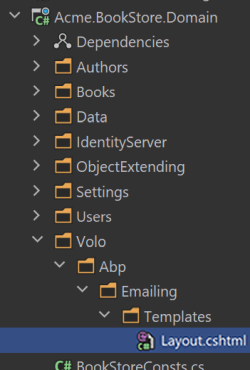 Acme.BookStore.Domain
Dependencies
Authors
Books
Data
IdentityServer
ObjectExtending
Settings
Users
Volo
Abp
Emailing
Templates
Layout.cshtml
C# BookStoreConsts.cs